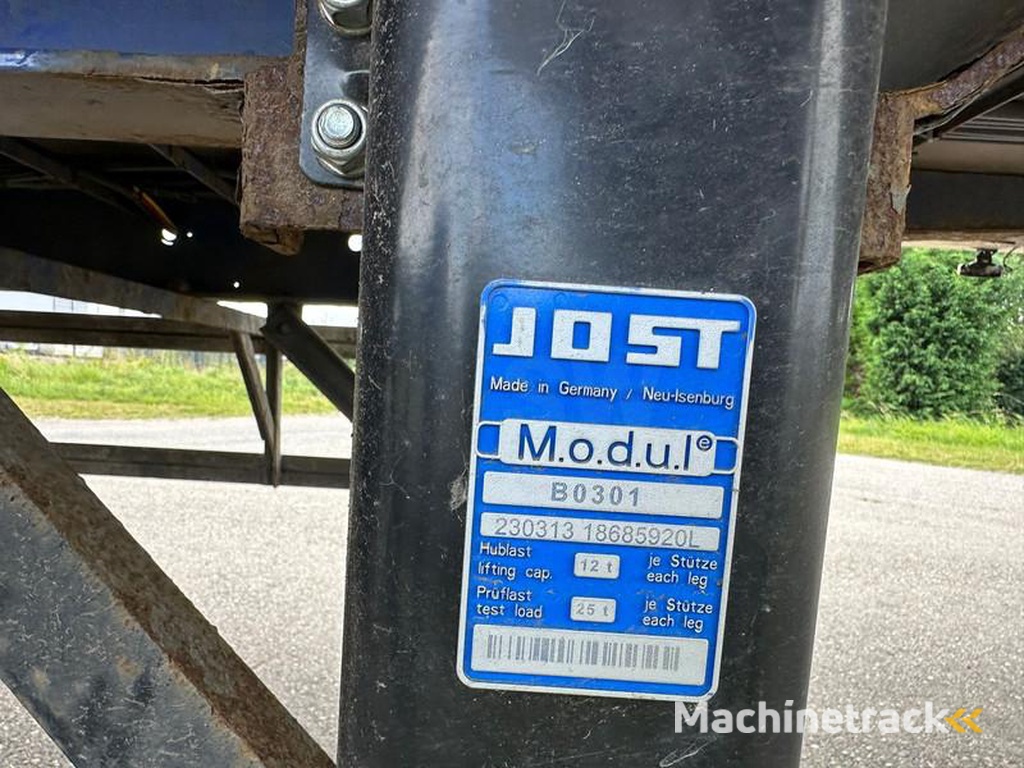 JOST
Made in Germany / Neu-Isenburg
M.o.d.u.l e
B0301
230313 18685920L
Hublast
lifting cap. 12 t je Stütze
each leg
Prüflast
test load 25 t je Stütze
each leg
Machinetrack